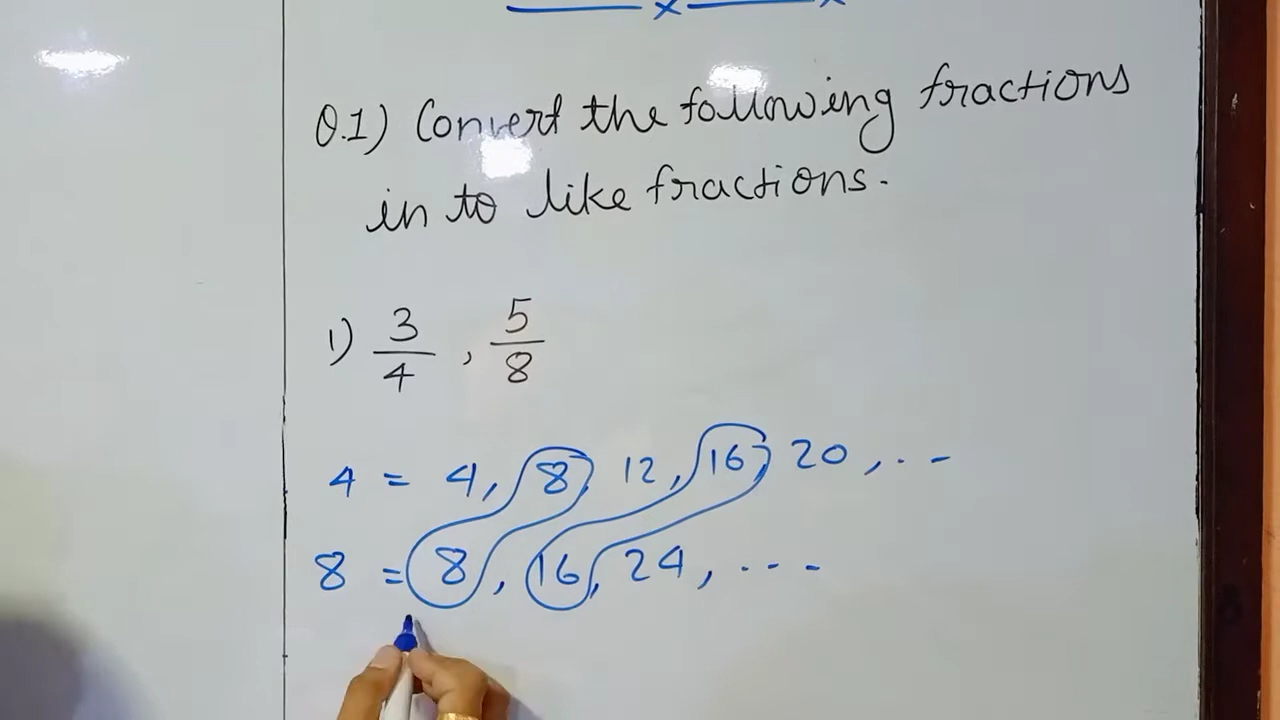 Q.1) Convert the following fractions
in to like fractions.
1) 3/4 , 5/8
4 = 4, 8, 12, 16, 20, ..-
8 = 8, 16, 24, ...